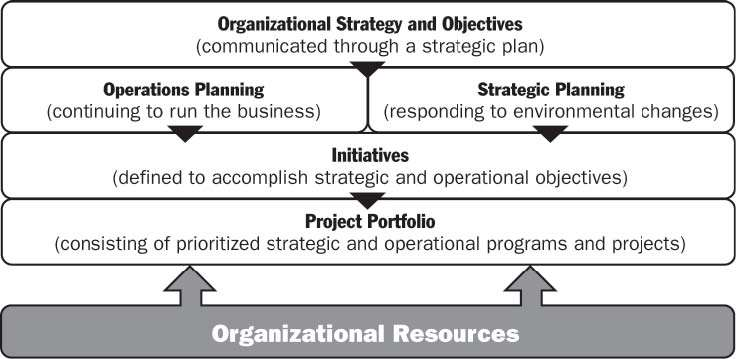 Organizational Strategy and Objectives
(communicated through a strategic plan)
Operations Planning
(continuing to run the business)
Strategic Planning
(responding to environmental changes)
Initiatives
(defined to accomplish strategic and operational objectives)
Project Portfolio
(consisting of prioritized strategic and operational programs and projects)
Organizational Resources